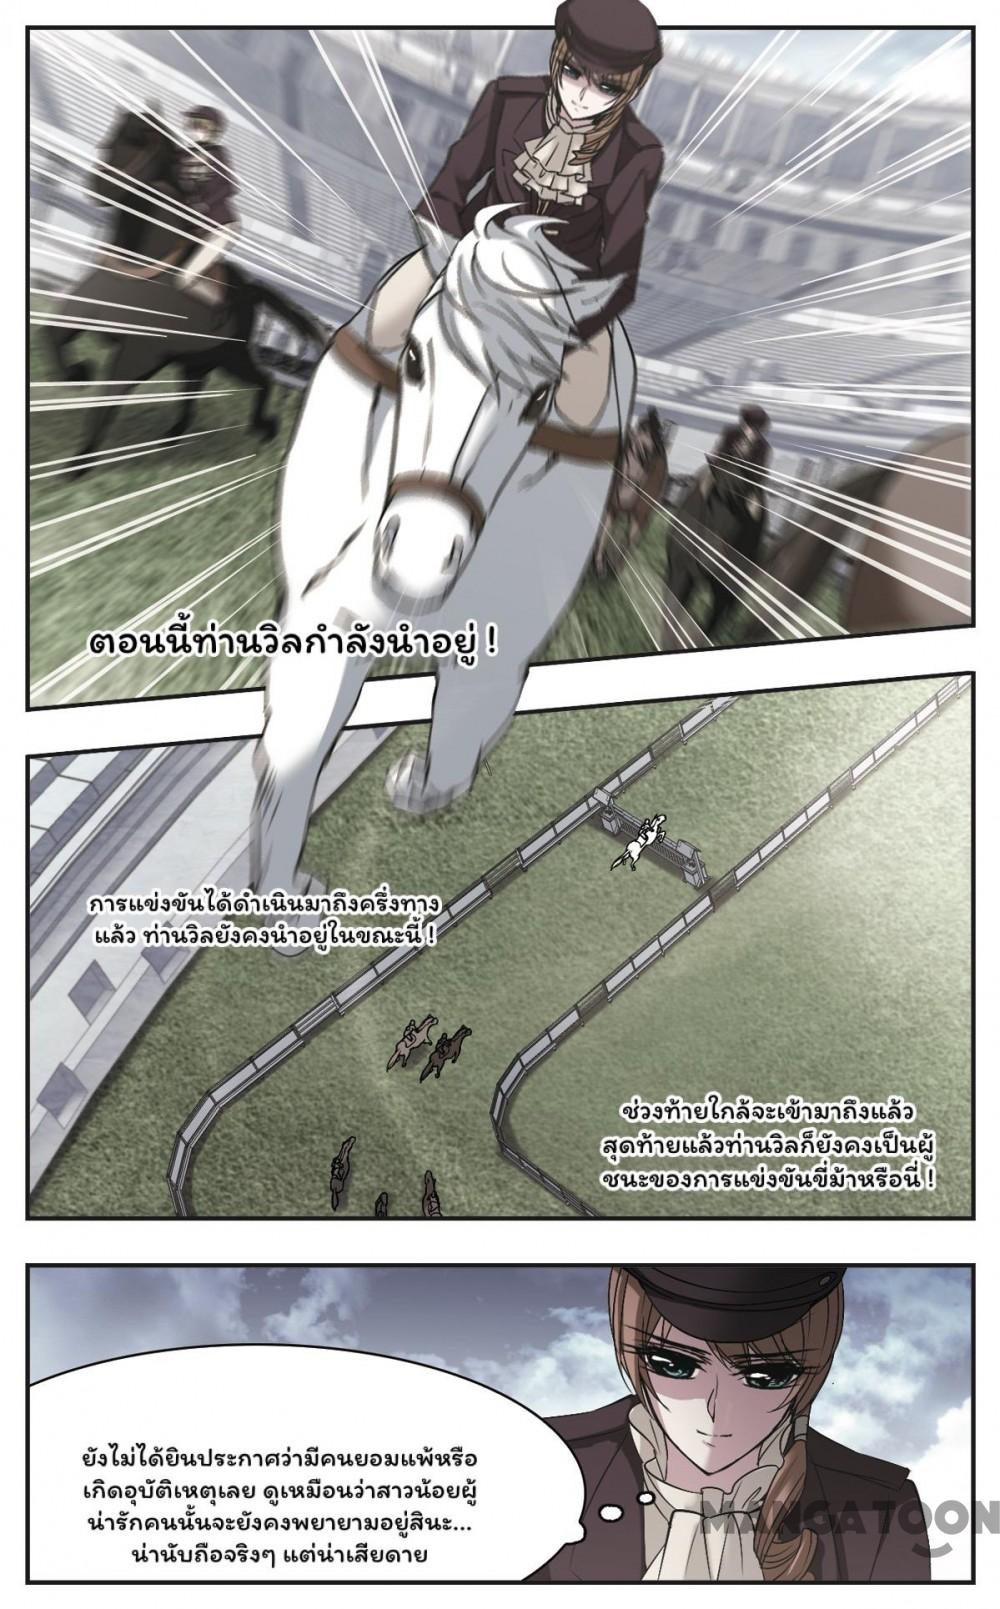 ตอนนี้ท่านวิลกำลังนำอยู่ !
การแข่งขันได้ดำเนินมาถึงครึ่งทาง
แล้ว ท่านวิลยังคงนำอยู่ในขณะนี้ !
ช่วงท้ายใกล้จะเข้ามาถึงแล้ว
สุดท้ายแล้วท่านวิลก็ยังคงเป็นผู้
ชนะของการแข่งขันขี่ม้าหรือนี่ !
ยังไม่ได้ยินประกาศว่ามีคนยอมแพ้หรือ
เกิดอุบัติเหตุเลย ดูเหมือนว่าสาวน้อยผู้
น่ารักคนนั้นจะยังคงพยายามอยู่สินะ...
น่านับถือจริงๆ แต่น่าเสียดาย
MANGATOON